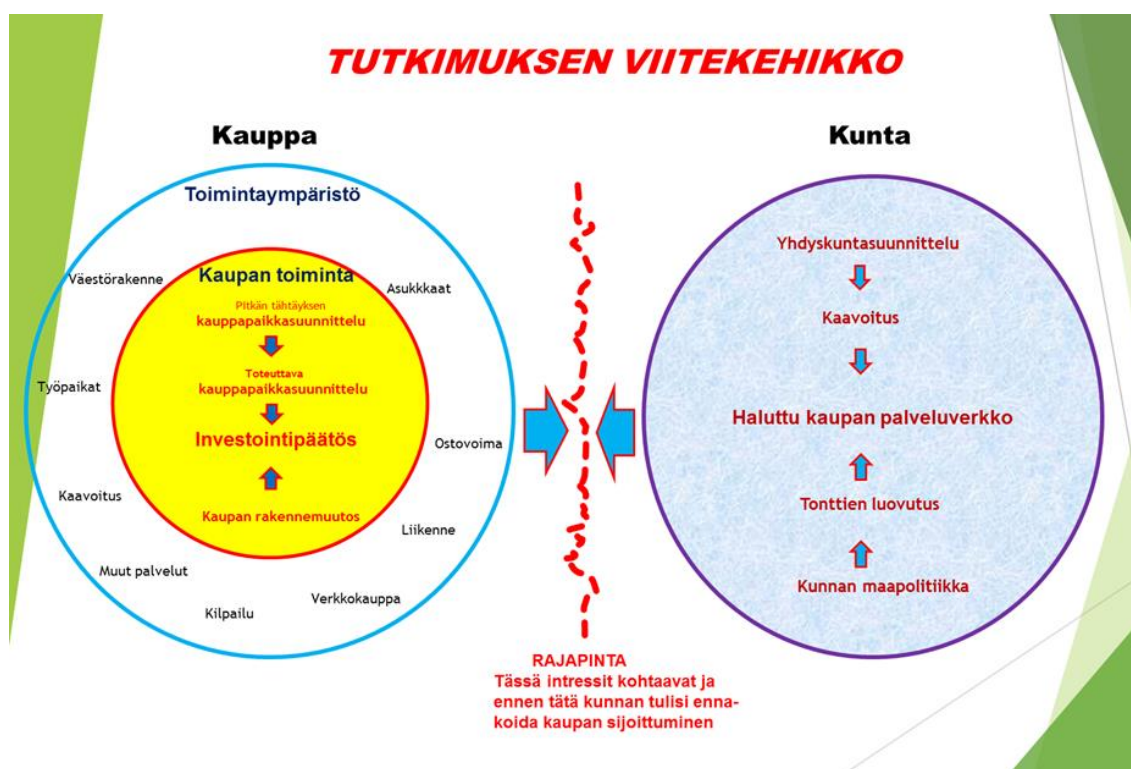 TUTKIMUKSEN VIITEKEHIKKO
Kauppa
Toimintaympäristö
Kaupan toiminta
Pitkän tähtäyksen
kauppapaikkasuunnittelu
Toteuttava
kauppapaikkasuunnittelu
Investointipäätös
Kaupan rakennemuutos
Väestörakenne
Asukkkaat
Työpaikat
Ostovoima
Kaavoitus
Liikenne
Muut palvelut
Verkkokauppa
Kilpailu
RAJAPINTA
Tässä intressit kohtaavat ja
ennen tätä kunnan tulisi enna-
koida kaupan sijoittuminen
Kunta
Yhdyskuntasuunnittelu
Kaavoitus
Haluttu kaupan palveluverkko
Tonttien luovutus
Kunnan maapolitiikka